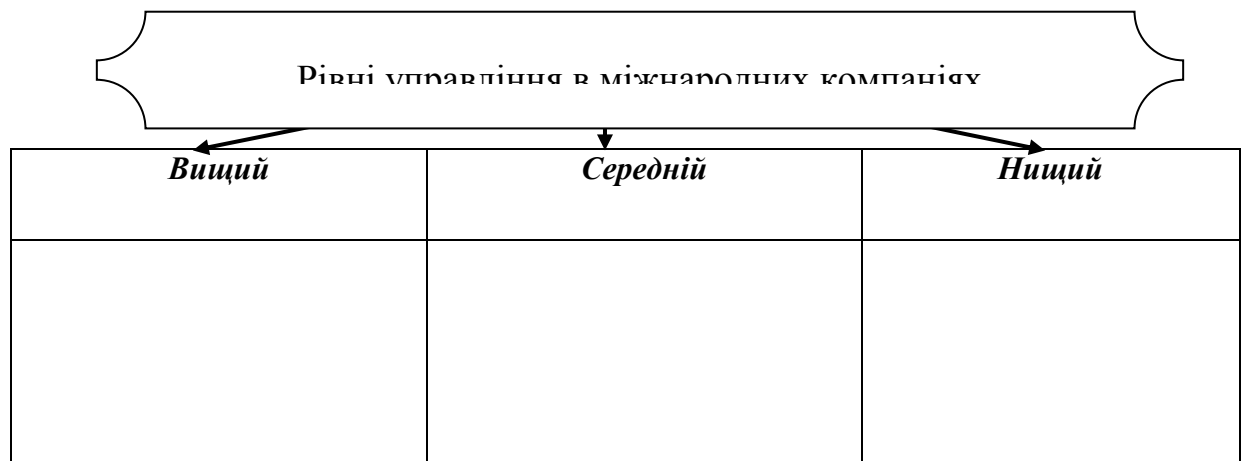 Рівні управління в міжнародних компаніях
Вищий Середній Нищий